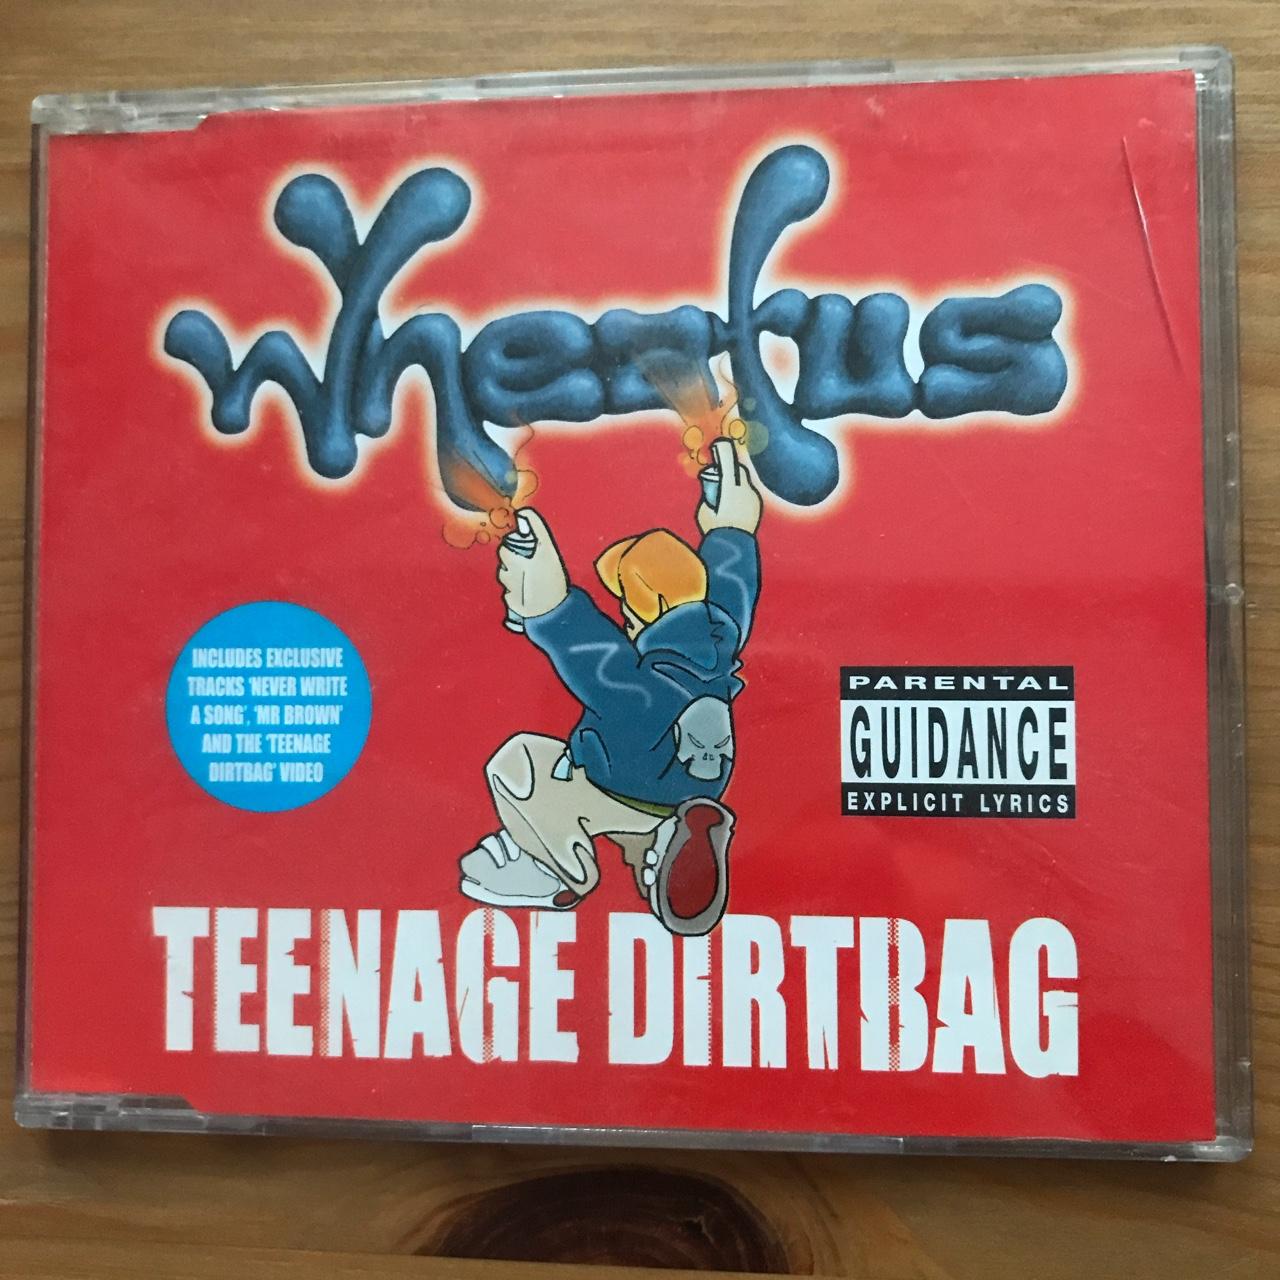 wheatus
INCLUDES EXCLUSIVE
TRACKS 'NEVER WRITE
A SONG', 'MR BROWN'
AND THE 'TEENAGE
DIRTBAG' VIDEO
PARENTAL
GUIDANCE
EXPLICIT LYRICS
TEENAGE DIRTBAG